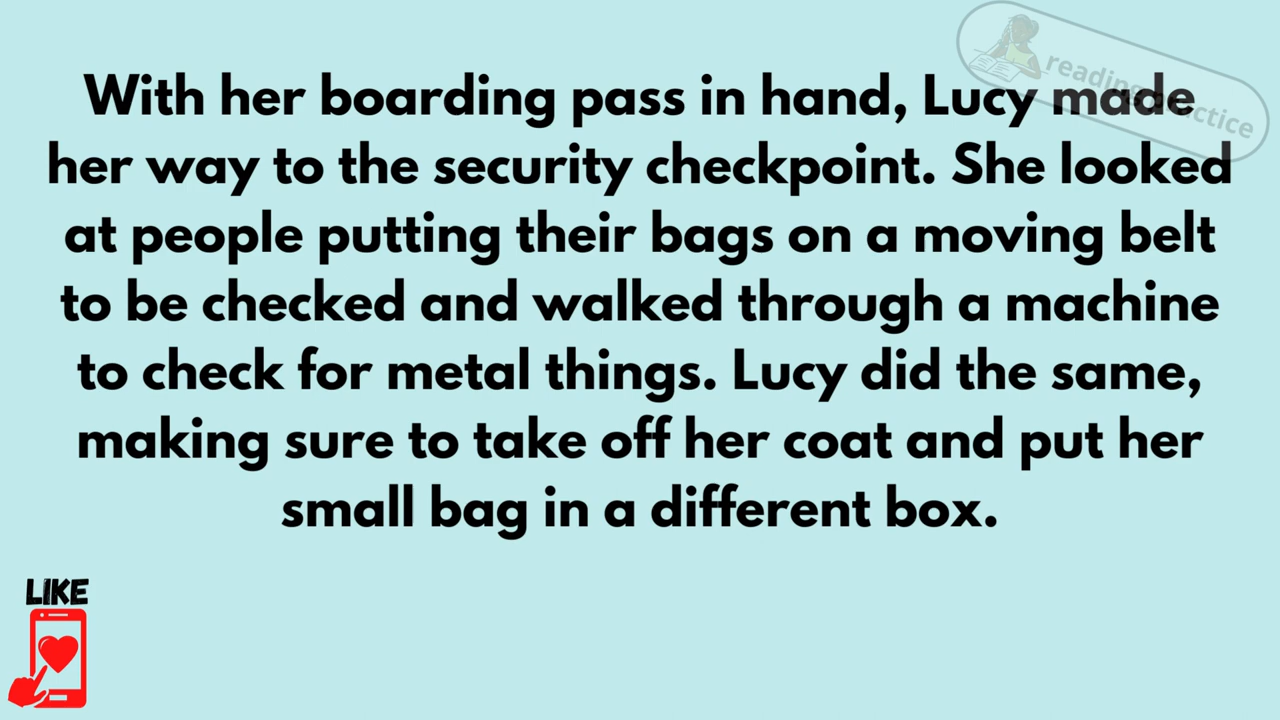 With her boarding pass in hand, Lucy made
her way to the security checkpoint. She looked
at people putting their bags on a moving belt
to be checked and walked through a machine
to check for metal things. Lucy did the same,
making sure to take off her coat and put her
small bag in a different box.
reading practice
LIKE